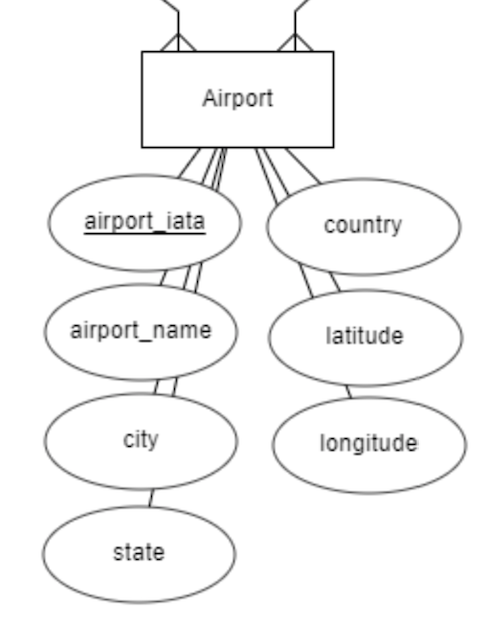 Airport
airport_iata
country
airport_name
latitude
city
longitude
state